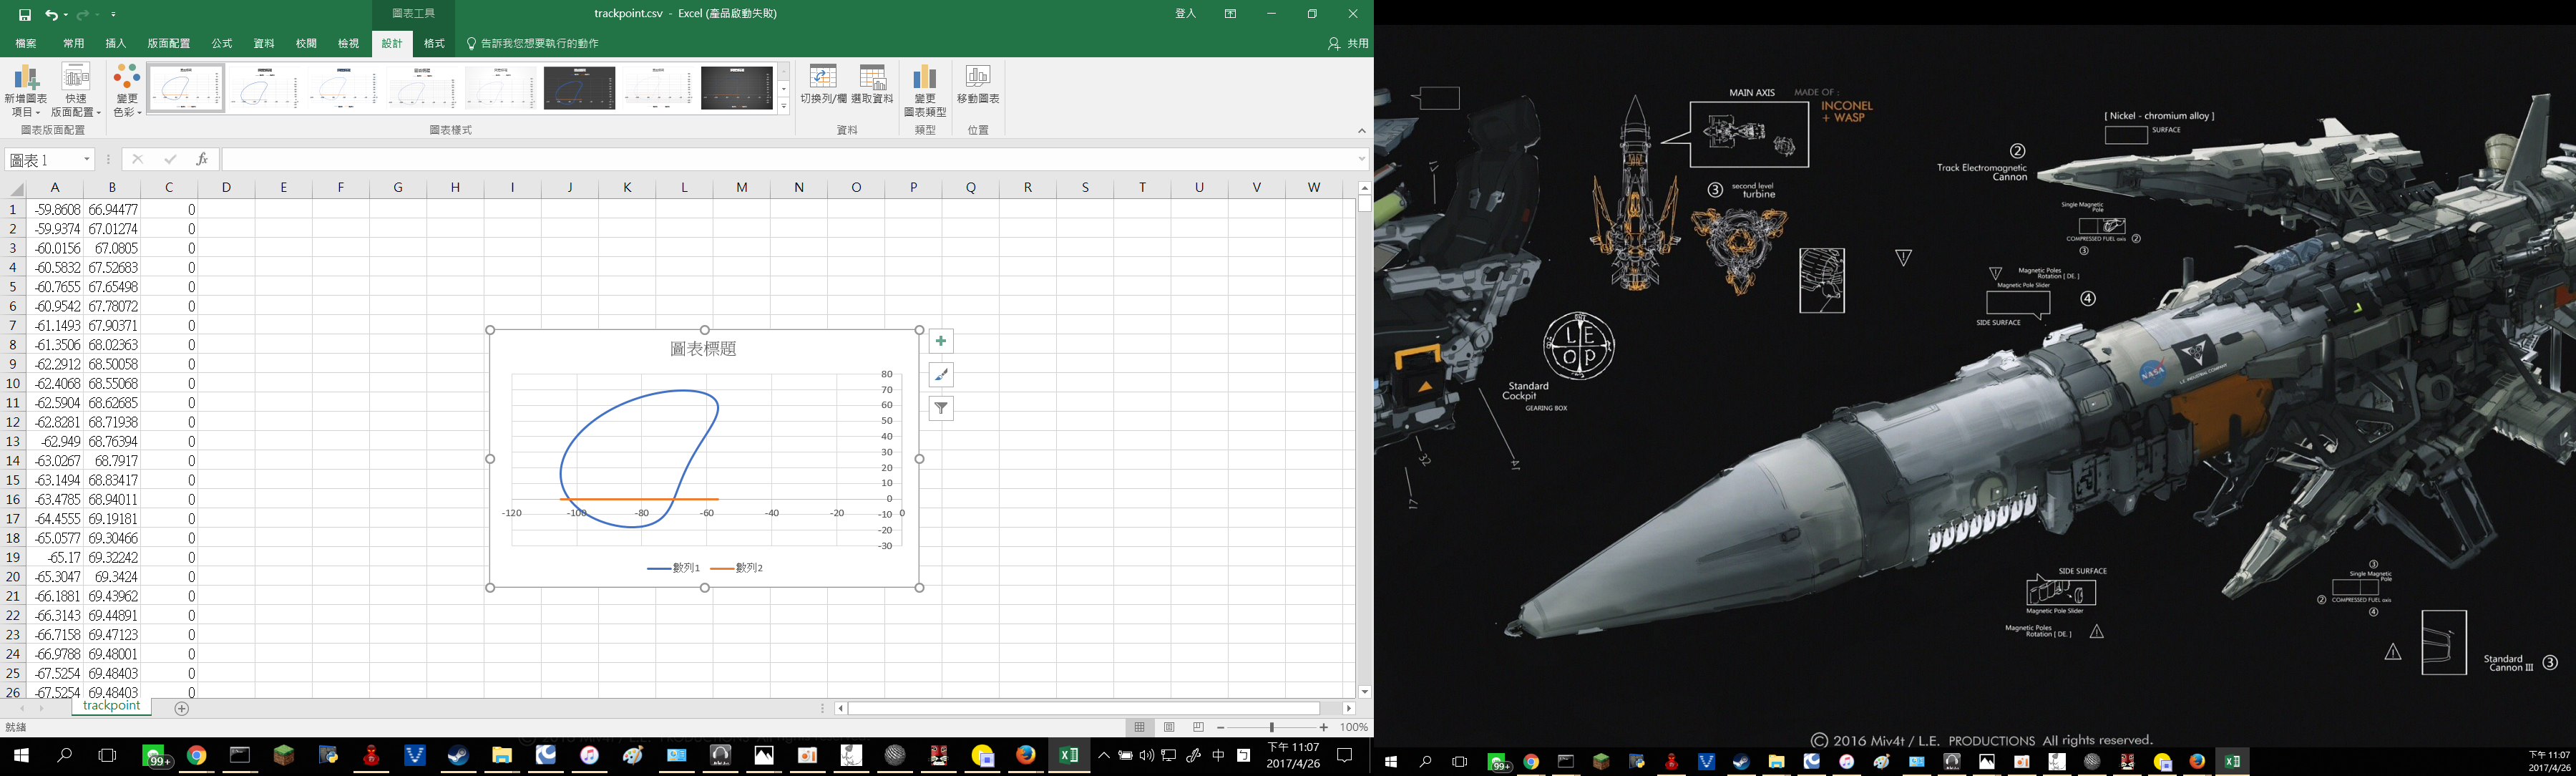 圖表工具
trackpoint.csv - Excel (產品啟動失敗)
登入
檔案 常用 插入 版面配置 公式 資料 校閱 檢視 設計 格式 告訴我您想要執行的動作 共用
新增圖表項目 快速版面配置 變更色彩 切換列/欄 選取資料 變更圖表類型 移動圖表
圖表版面配置 圖表樣式 資料 類型 位置
圖表 1 fx
A B C D E F G H I J K L M N O P Q R S T U V W
1 -59.8608 66.94477 0
2 -59.9374 67.01274 0
3 -60.0156 67.0805 0
4 -60.5832 67.52683 0
5 -60.7655 67.65498 0
6 -60.9542 67.78072 0
7 -61.1493 67.90371 0
8 -61.3506 68.02363 0
9 -62.2912 68.50058 0
10 -62.4068 68.55068 0
11 -62.5904 68.62685 0
12 -62.8281 68.71938 0
13 -62.949 68.76394 0
14 -63.0267 68.7917 0
15 -63.1494 68.83417 0
16 -63.4785 68.94011 0
17 -64.4555 69.19181 0
18 -65.0577 69.30466 0
19 -65.17 69.32242 0
20 -65.3047 69.3424 0
21 -66.1881 69.43962 0
22 -66.3143 69.44891 0
23 -66.7158 69.47123 0
24 -66.9788 69.48001 0
25 -67.5254 69.48403 0
26 -67.5254 69.48403 0
圖表標題
80
70
60
50
40
30
20
10
0
-10
-20
-30
-120 -100 -80 -60 -40 -20 0
數列1 數列2
trackpoint
就緒
100%
99+
中
下午 11:07
2017/4/26
MAIN AXIS
MADE OF :
INCONEL
+ WASP
[ Nickel - chromium alloy ]
SURFACE
②
Track Electromagnetic
Cannon
③ second level
turbine
Single Magnetic
Pole
COMPRESSED FUEL axis ②
③
Magnetic Poles
Rotation [ DE. ]
Magnetic Pole Slider
④
SIDE SURFACE
L E
O P
Standard
Cockpit
GEARING BOX
32
17
NASA
L.E. INDUSTRIAL COMPANY
SIDE SURFACE
Magnetic Pole Slider
Magnetic Poles
Rotation [ DE. ]
③
Single Magnetic
Pole
② COMPRESSED FUEL axis
④
Standard
Cannon III ③
© 2016 Miv4t / L.E. PRODUCTIONS All rights reserved.
99+
下午 11:07
2017/4/26